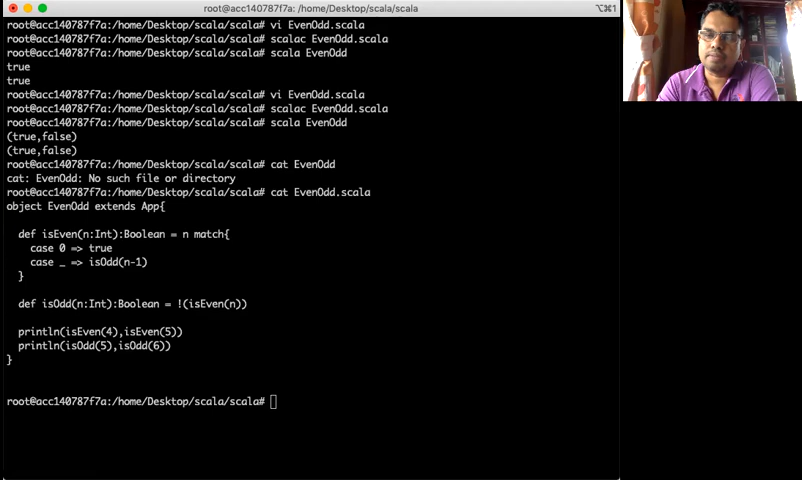 root@acc140787f7a: /home/Desktop/scala/scala
⌥⌘1
root@acc140787f7a:/home/Desktop/scala/scala# vi EvenOdd.scala
root@acc140787f7a:/home/Desktop/scala/scala# scalac EvenOdd.scala
root@acc140787f7a:/home/Desktop/scala/scala# scala EvenOdd
true
true
root@acc140787f7a:/home/Desktop/scala/scala# vi EvenOdd.scala
root@acc140787f7a:/home/Desktop/scala/scala# scalac EvenOdd.scala
root@acc140787f7a:/home/Desktop/scala/scala# scala EvenOdd
(true,false)
(true,false)
root@acc140787f7a:/home/Desktop/scala/scala# cat EvenOdd
cat: EvenOdd: No such file or directory
root@acc140787f7a:/home/Desktop/scala/scala# cat EvenOdd.scala
object EvenOdd extends App{
def isEven(n:Int):Boolean = n match{
case 0 => true
case _ => isOdd(n-1)
}
def isOdd(n:Int):Boolean = !(isEven(n))
println(isEven(4),isEven(5))
println(isOdd(5),isOdd(6))
}
root@acc140787f7a:/home/Desktop/scala/scala#